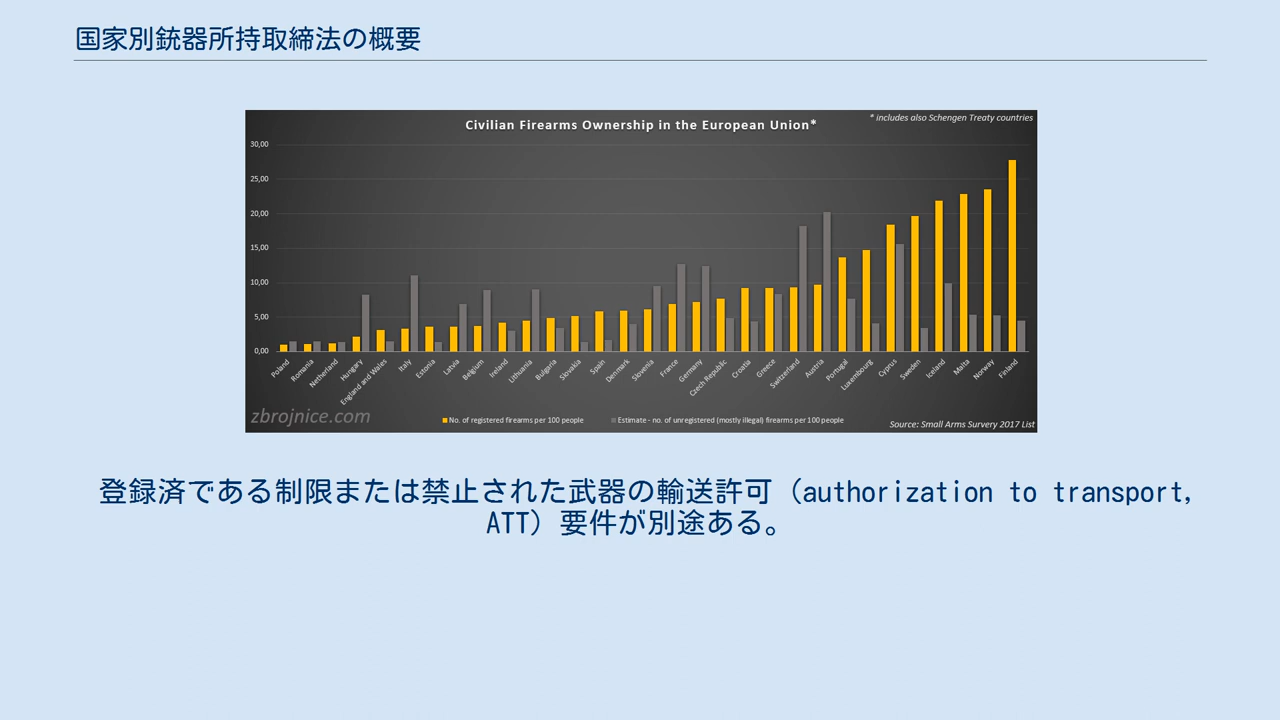 国家別銃器所持取締法の概要
Civilian Firearms Ownership in the European Union*
* includes also Schengen Treaty countries
30,00
25,00
20,00
15,00
10,00
5,00
0,00
Poland
Romania
Netherland
Hungary
England and Wales
Italy
Estonia
Latvia
Belgium
Ireland
Lithuania
Bulgaria
Slovakia
Spain
Denmark
Slovenia
France
Germany
Czech Republic
Croatia
Greece
Switzerland
Austria
Portugal
Luxembourg
Cyprus
Sweden
Iceland
Malta
Norway
Finland
zbrojnice.com
No. of registered firearms per 100 people
Estimate - no. of unregistered (mostly illegal) firearms per 100 people
Source: Small Arms Survery 2017 List
登録済である制限または禁止された武器の輸送許可（authorization to transport,
ATT）要件が別途ある。